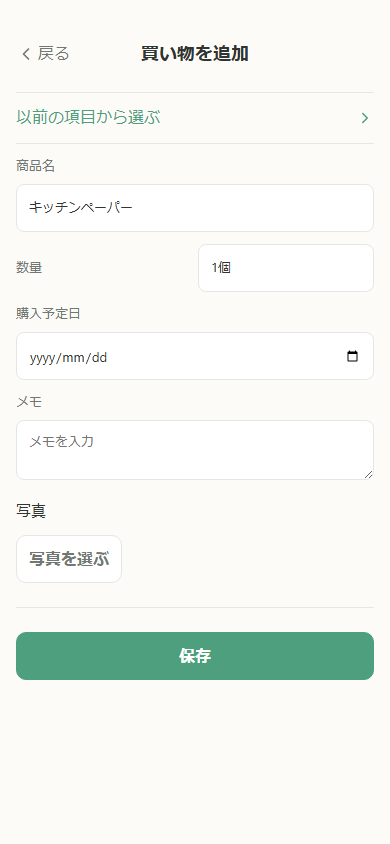 戻る 買い物を追加
以前の項目から選ぶ
商品名
キッチンペーパー
数量 1個
購入予定日
yyyy/mm/dd
メモ
メモを入力
写真
写真を選ぶ
保存